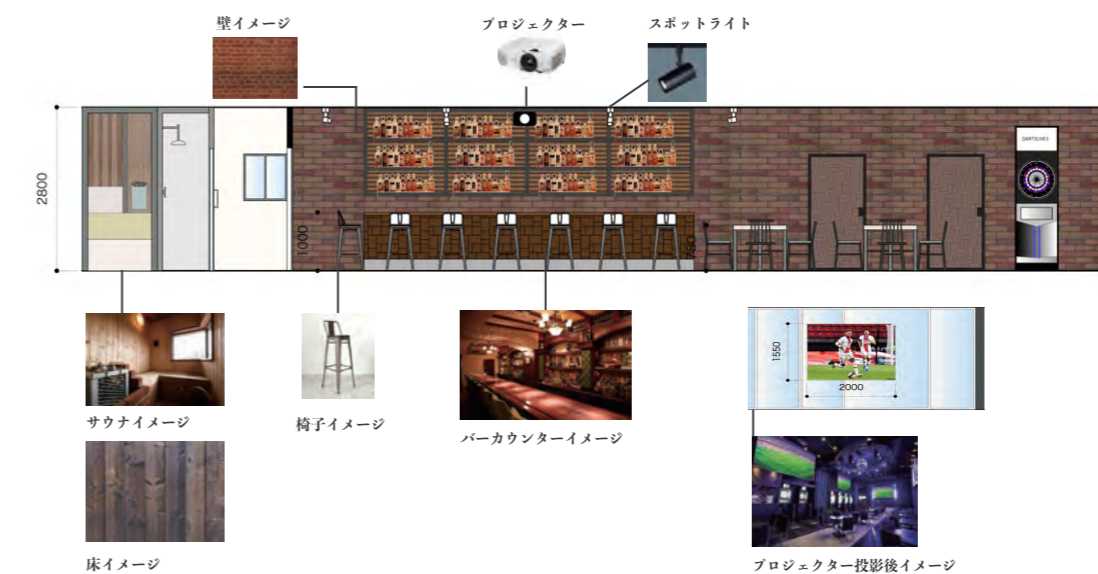 壁イメージ
プロジェクター
スポットライト
2800
1000
780
DARTSLIVE2
1550
2000
サウナイメージ
椅子イメージ
バーカウンターイメージ
床イメージ
プロジェクター投影後イメージ